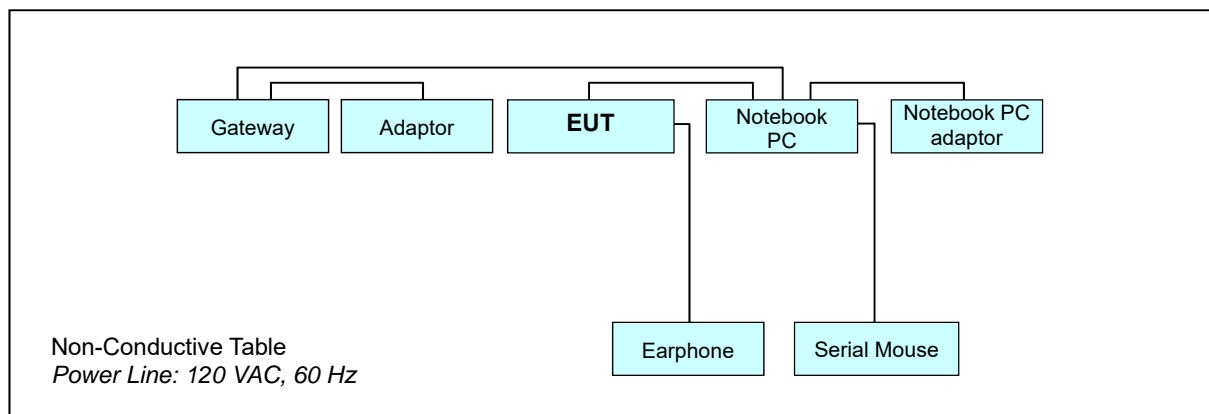 Gateway
Adaptor
EUT
Notebook
PC
Notebook PC
adaptor
Earphone
Serial Mouse
Non-Conductive Table
Power Line: 120 VAC, 60 Hz